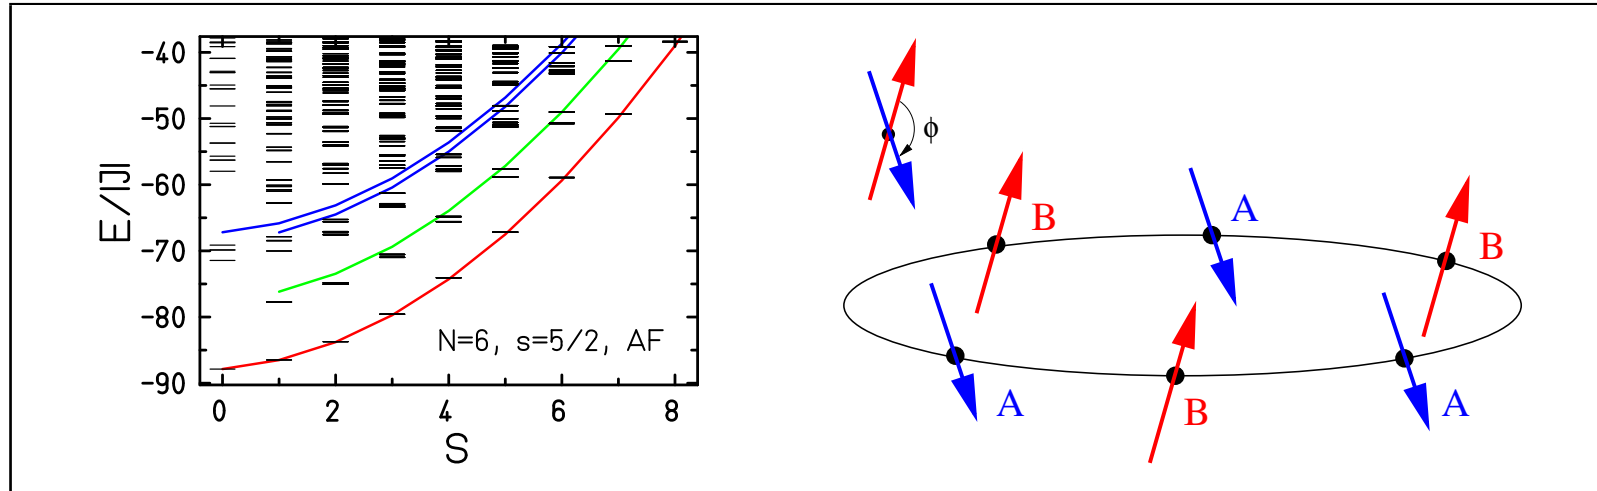 E/|J|
-40
-50
-60
-70
-80
-90
N=6, s=5/2, AF
0 2 4 6 8
S
ϕ
B
A
B
A
B
A